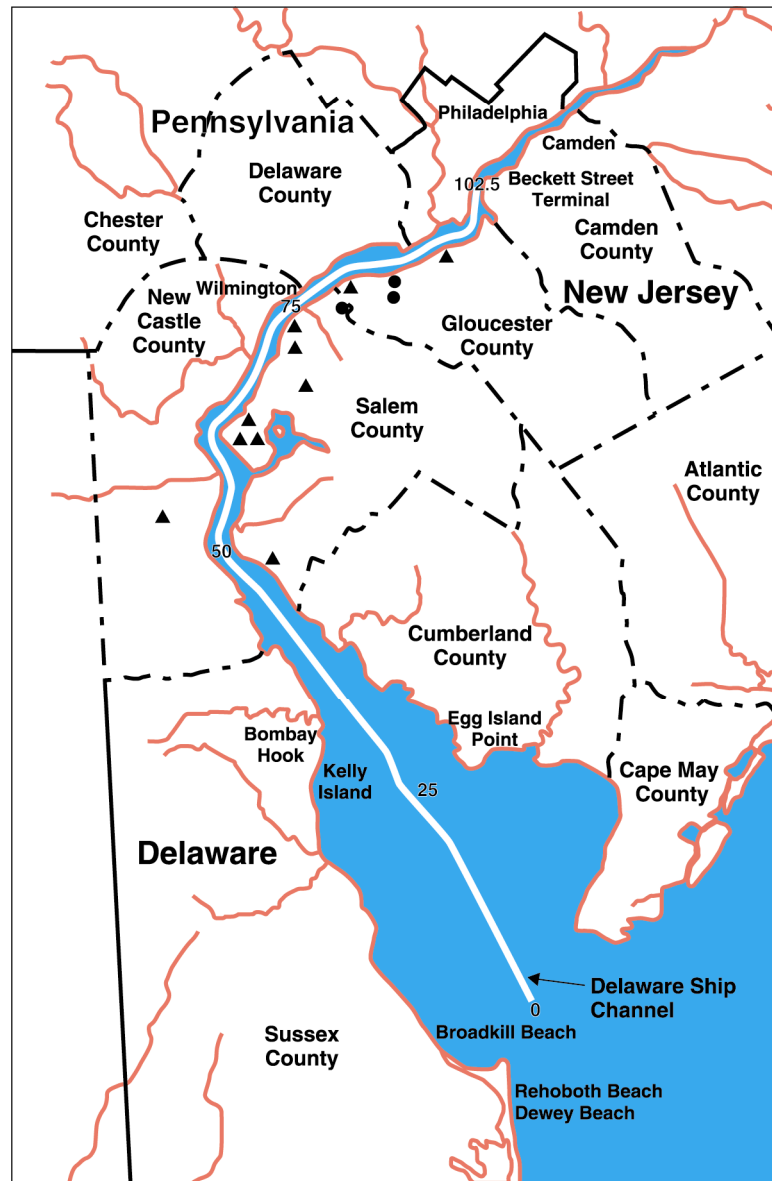 Philadelphia
Pennsylvania
Camden
Delaware
County
102.5
Beckett Street
Terminal
Chester
County
Camden
County
Wilmington
New Jersey
New
Castle
County
75
Gloucester
County
Salem
County
Atlantic
County
50
Cumberland
County
Egg Island
Point
Bombay
Hook
Kelly
Island
Cape May
County
25
Delaware
Delaware Ship
Channel
0
Broadkill Beach
Sussex
County
Rehoboth Beach
Dewey Beach